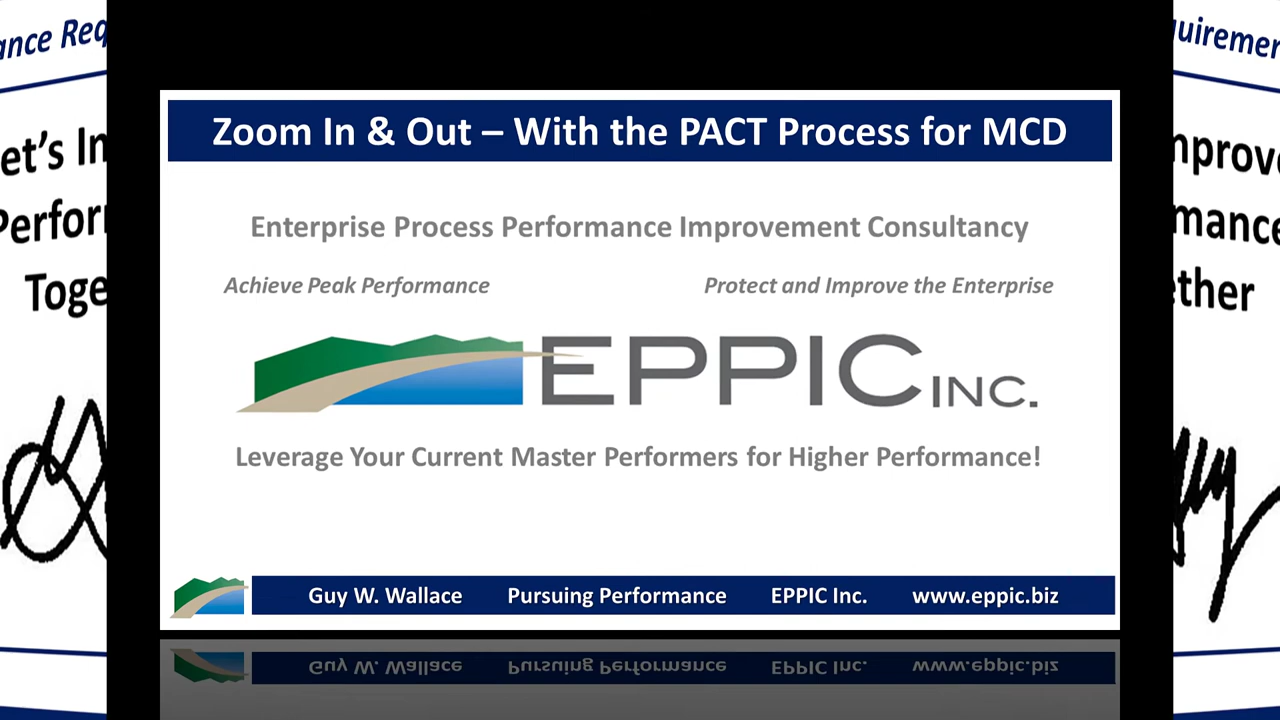 Zoom In & Out – With the PACT Process for MCD
Enterprise Process Performance Improvement Consultancy
Achieve Peak Performance Protect and Improve the Enterprise
EPPIC INC.
Leverage Your Current Master Performers for Higher Performance!
Guy W. Wallace Pursuing Performance EPPIC Inc. www.eppic.biz